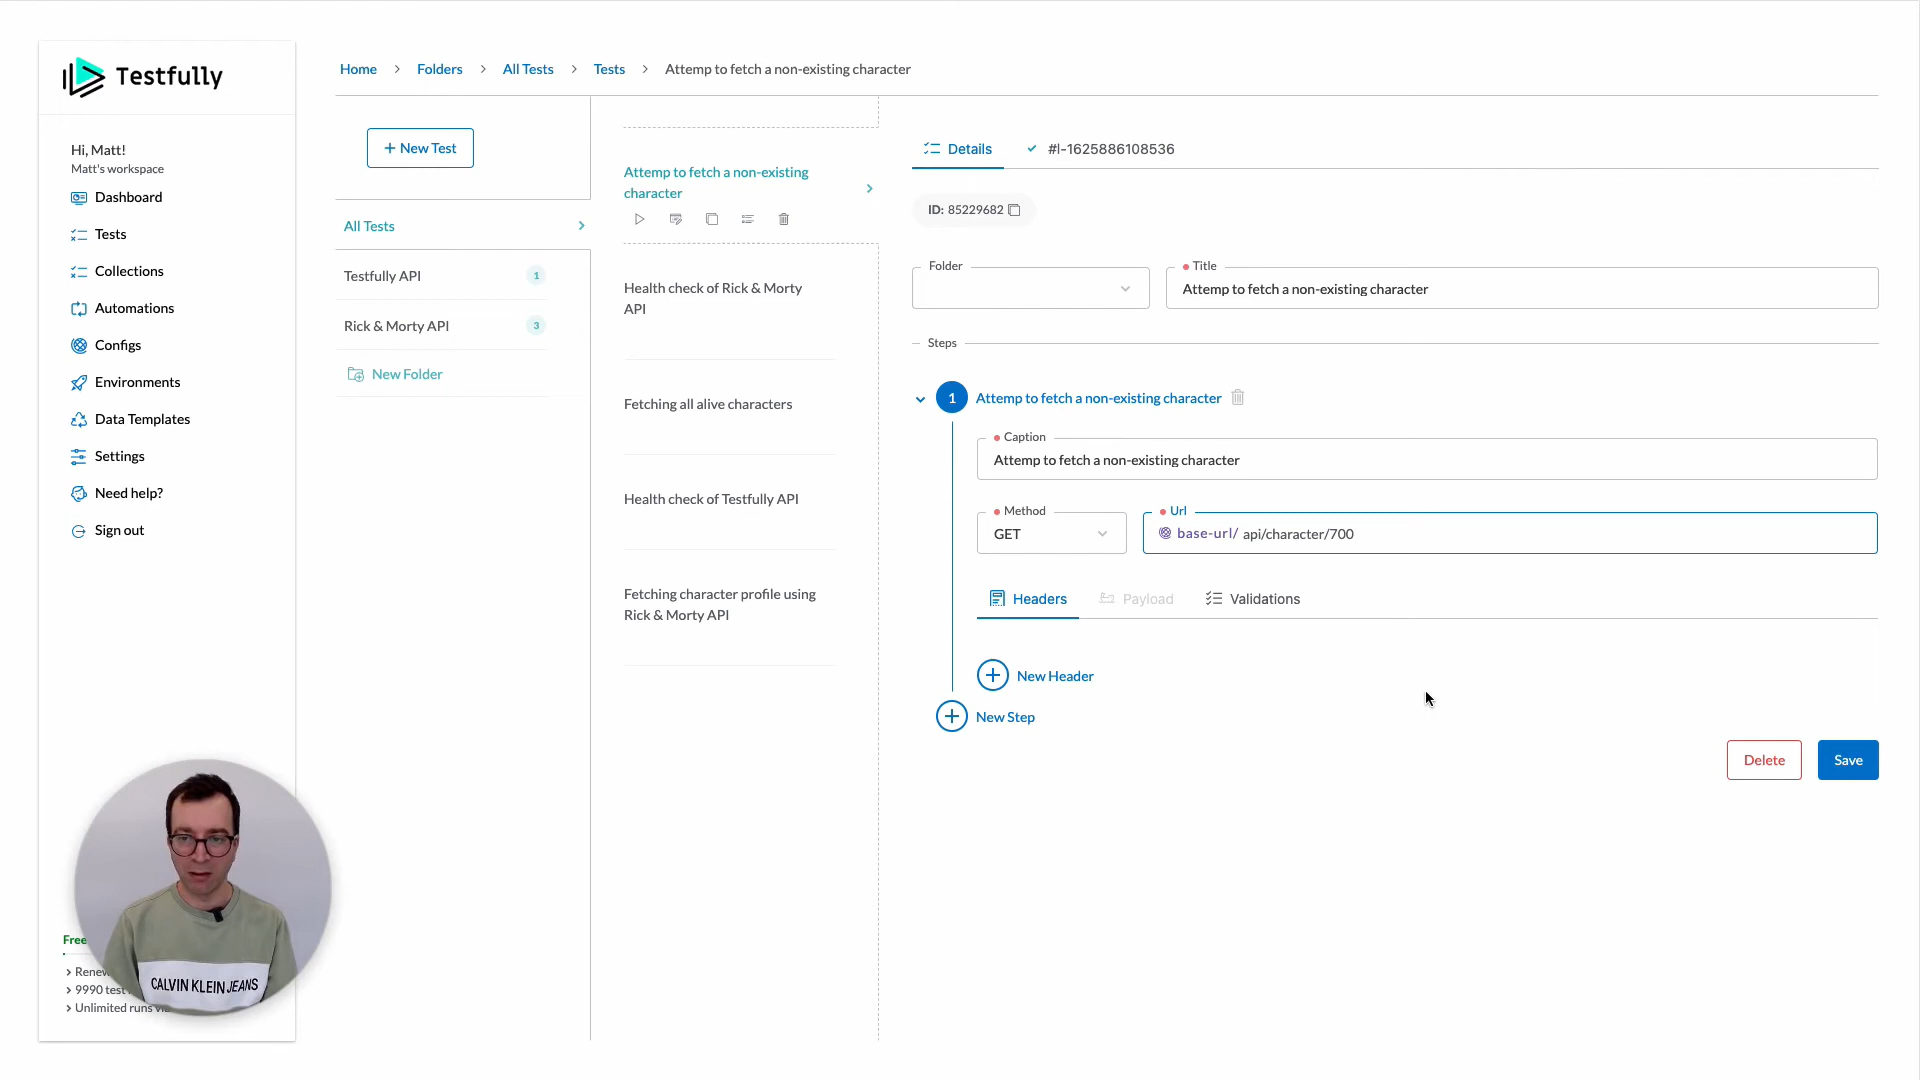 Testfully
Hi, Matt!
Matt's workspace
Dashboard
Tests
Collections
Automations
Configs
Environments
Data Templates
Settings
Need help?
Sign out
Free
Renew
9990 test
Unlimited runs
CALVIN KLEIN JEANS
Home > Folders > All Tests > Tests > Attemp to fetch a non-existing character
+ New Test
All Tests
Testfully API 1
Rick & Morty API 3
New Folder
Attemp to fetch a non-existing
character
Health check of Rick & Morty
API
Fetching all alive characters
Health check of Testfully API
Fetching character profile using
Rick & Morty API
Details
#l-1625886108536
ID: 85229682
Folder
Title
Attemp to fetch a non-existing character
Steps
1 Attemp to fetch a non-existing character
Caption
Attemp to fetch a non-existing character
Method
GET
Url
base-url/ api/character/700
Headers
Payload
Validations
New Header
New Step
Delete
Save